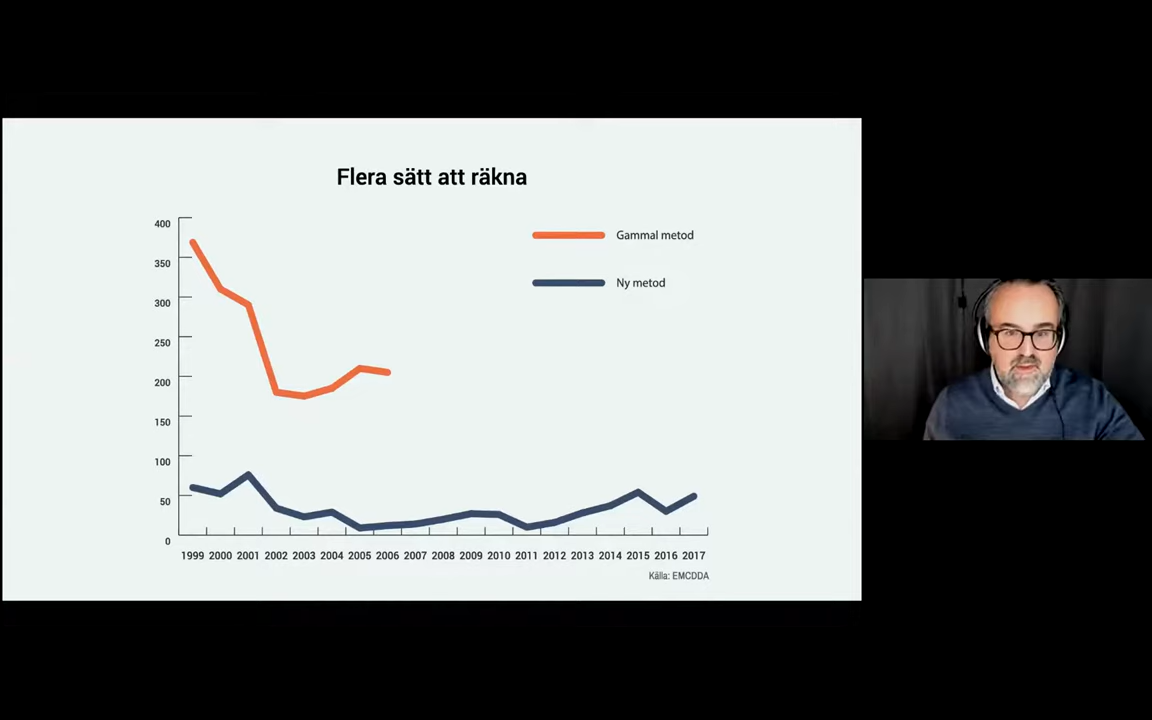 Flera sätt att räkna
400
350
300
250
200
150
100
50
0
Gammal metod
Ny metod
1999 2000 2001 2002 2003 2004 2005 2006 2007 2008 2009 2010 2011 2012 2013 2014 2015 2016 2017
Källa: EMCDDA